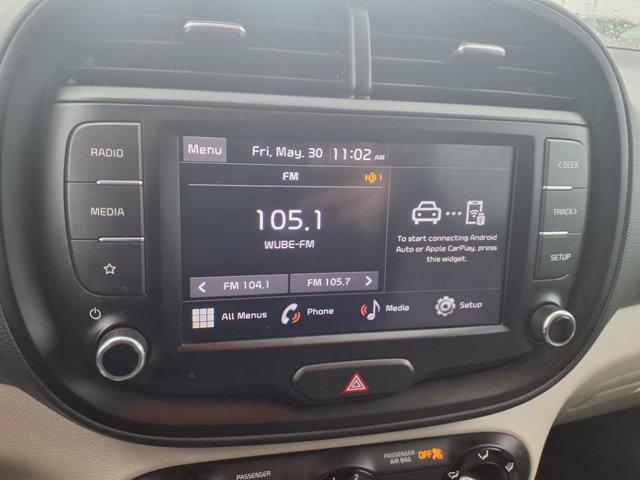 RADIO
MEDIA
Menu Fri, May. 30 11:02 AM
FM 1
105.1
WUBE-FM
FM 104.1 FM 105.7
To start connecting Android
Auto or Apple CarPlay, press
this widget.
All Menus Phone Media Setup
< SEEK
TRACK >
SETUP
PASSENGER
PASSENGER
AIR BAG OFF
2